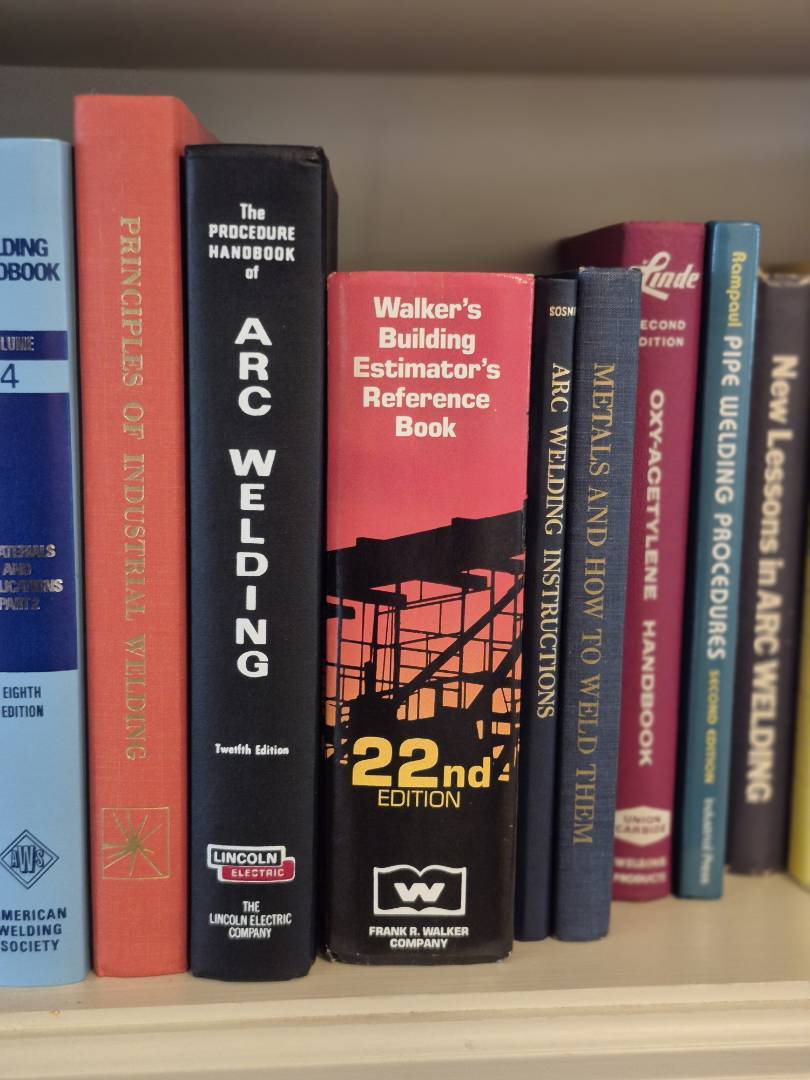 LDING
DBOOK
LUME
4
ATERIALS
AND
PLICATIONS
PART 2
EIGHTH
EDITION
AWS
MERICAN
WELDING
SOCIETY
PRINCIPLES OF INDUSTRIAL WELDING
The
PROCEDURE
HANDBOOK
of
ARC WELDING
Twelfth Edition
LINCOLN
ELECTRIC
THE
LINCOLN ELECTRIC
COMPANY
Walker's
Building
Estimator's
Reference
Book
22nd
EDITION
W
FRANK R. WALKER
COMPANY
SOSNI
ARC WELDING INSTRUCTIONS
METALS AND HOW TO WELD THEM
Linde
ECOND
DITION
OXY-ACETYLENE HANDBOOK
UNION
CARBIDE
WELDING
PRODUCTS
Rampaul PIPE WELDING PROCEDURES SECOND EDITION Industrial Press
New Lessons in ARC WELDING